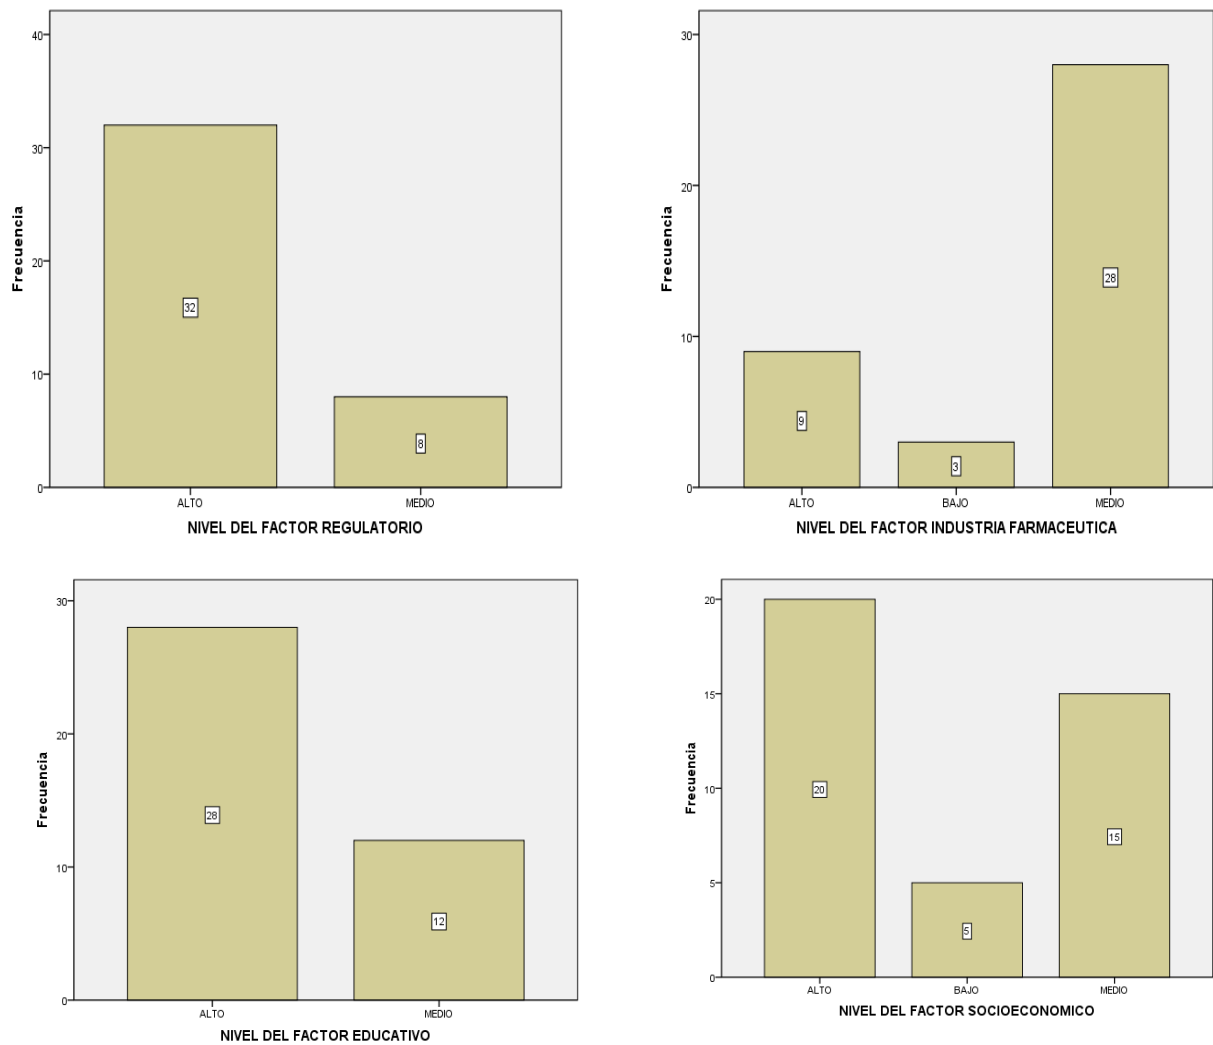 40
30
20
10
0
Frecuencia
32
8
ALTO
MEDIO
NIVEL DEL FACTOR REGULATORIO
30
20
10
0
Frecuencia
9
3
28
ALTO
BAJO
MEDIO
NIVEL DEL FACTOR INDUSTRIA FARMACEUTICA
30
20
10
0
Frecuencia
28
12
ALTO
MEDIO
NIVEL DEL FACTOR EDUCATIVO
20
15
10
5
0
Frecuencia
20
5
15
ALTO
BAJO
MEDIO
NIVEL DEL FACTOR SOCIOECONOMICO